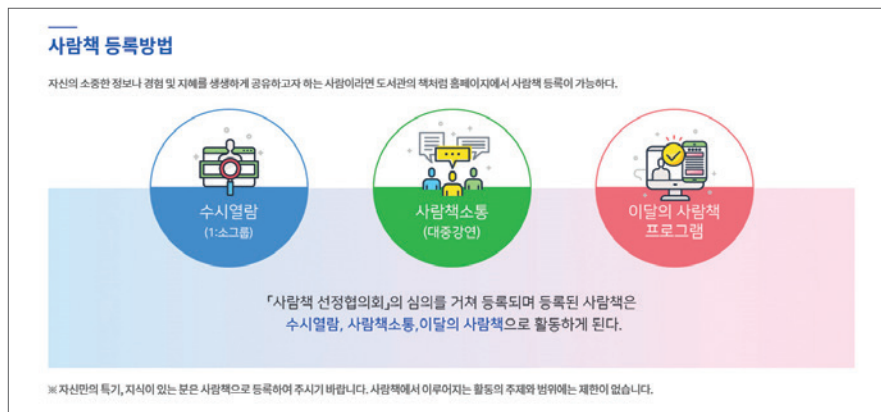 사람책 등록방법
자신의 소중한 정보나 경험 및 지혜를 생생하게 공유하고자 하는 사람이라면 도서관의 책처럼 홈페이지에서 사람책 등록이 가능하다.
수시열람
(1:소그룹)
사람책소통
(대중강연)
이달의 사람책
프로그램
「사람책 선정협의회」의 심의를 거쳐 등록되며 등록된 사람책은
수시열람, 사람책소통,이달의 사람책으로 활동하게 된다.
※ 자신만의 특기, 지식이 있는 분은 사람책으로 등록하여 주시기 바랍니다. 사람책에서 이루어지는 활동의 주제와 범위에는 제한이 없습니다.